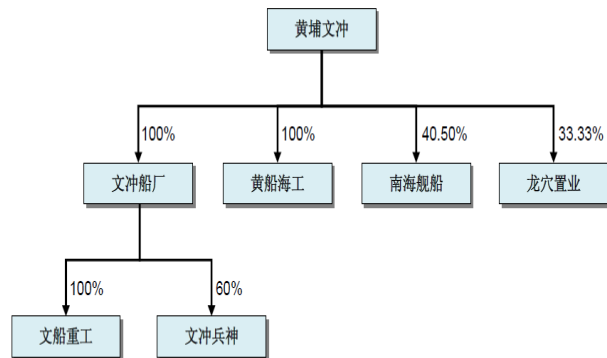 黄埔文冲
100%
100%
40.50%
33.33%
文冲船厂
黄船海工
南海舰船
龙穴置业
100%
60%
文船重工
文冲兵神